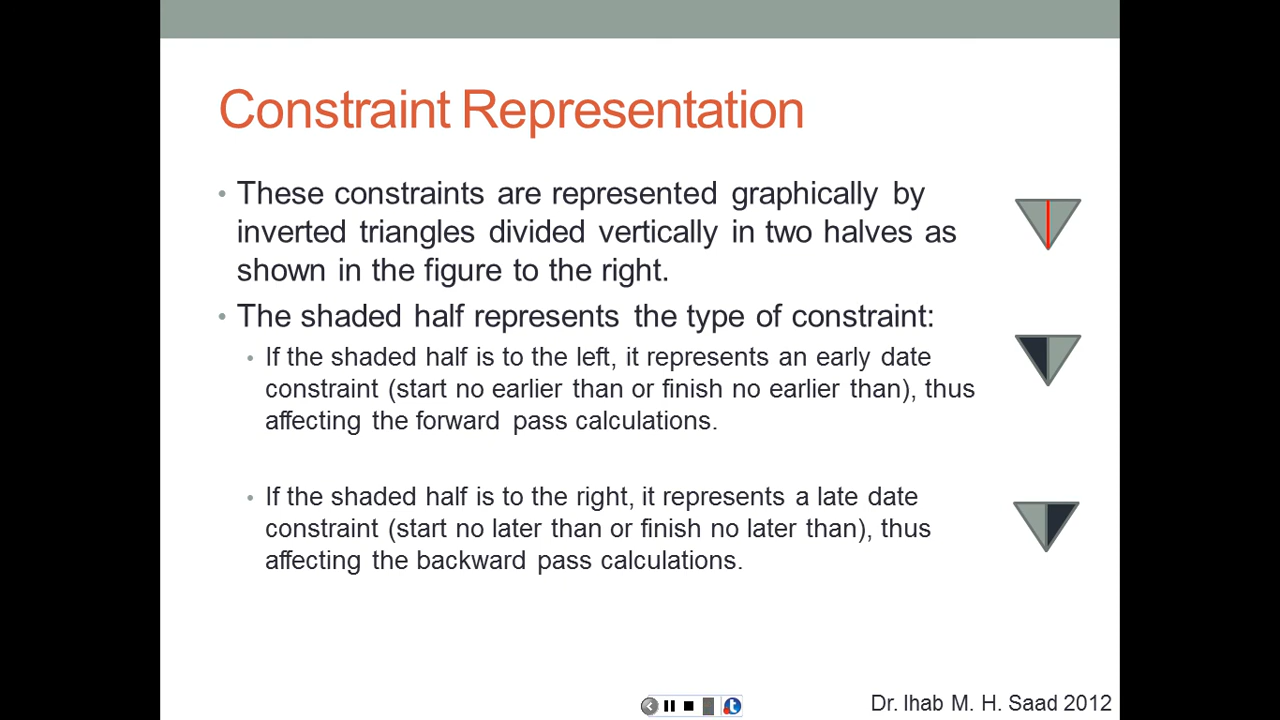 Constraint Representation
• These constraints are represented graphically by
inverted triangles divided vertically in two halves as
shown in the figure to the right.
• The shaded half represents the type of constraint:
• If the shaded half is to the left, it represents an early date
constraint (start no earlier than or finish no earlier than), thus
affecting the forward pass calculations.
• If the shaded half is to the right, it represents a late date
constraint (start no later than or finish no later than), thus
affecting the backward pass calculations.
Dr. Ihab M. H. Saad 2012